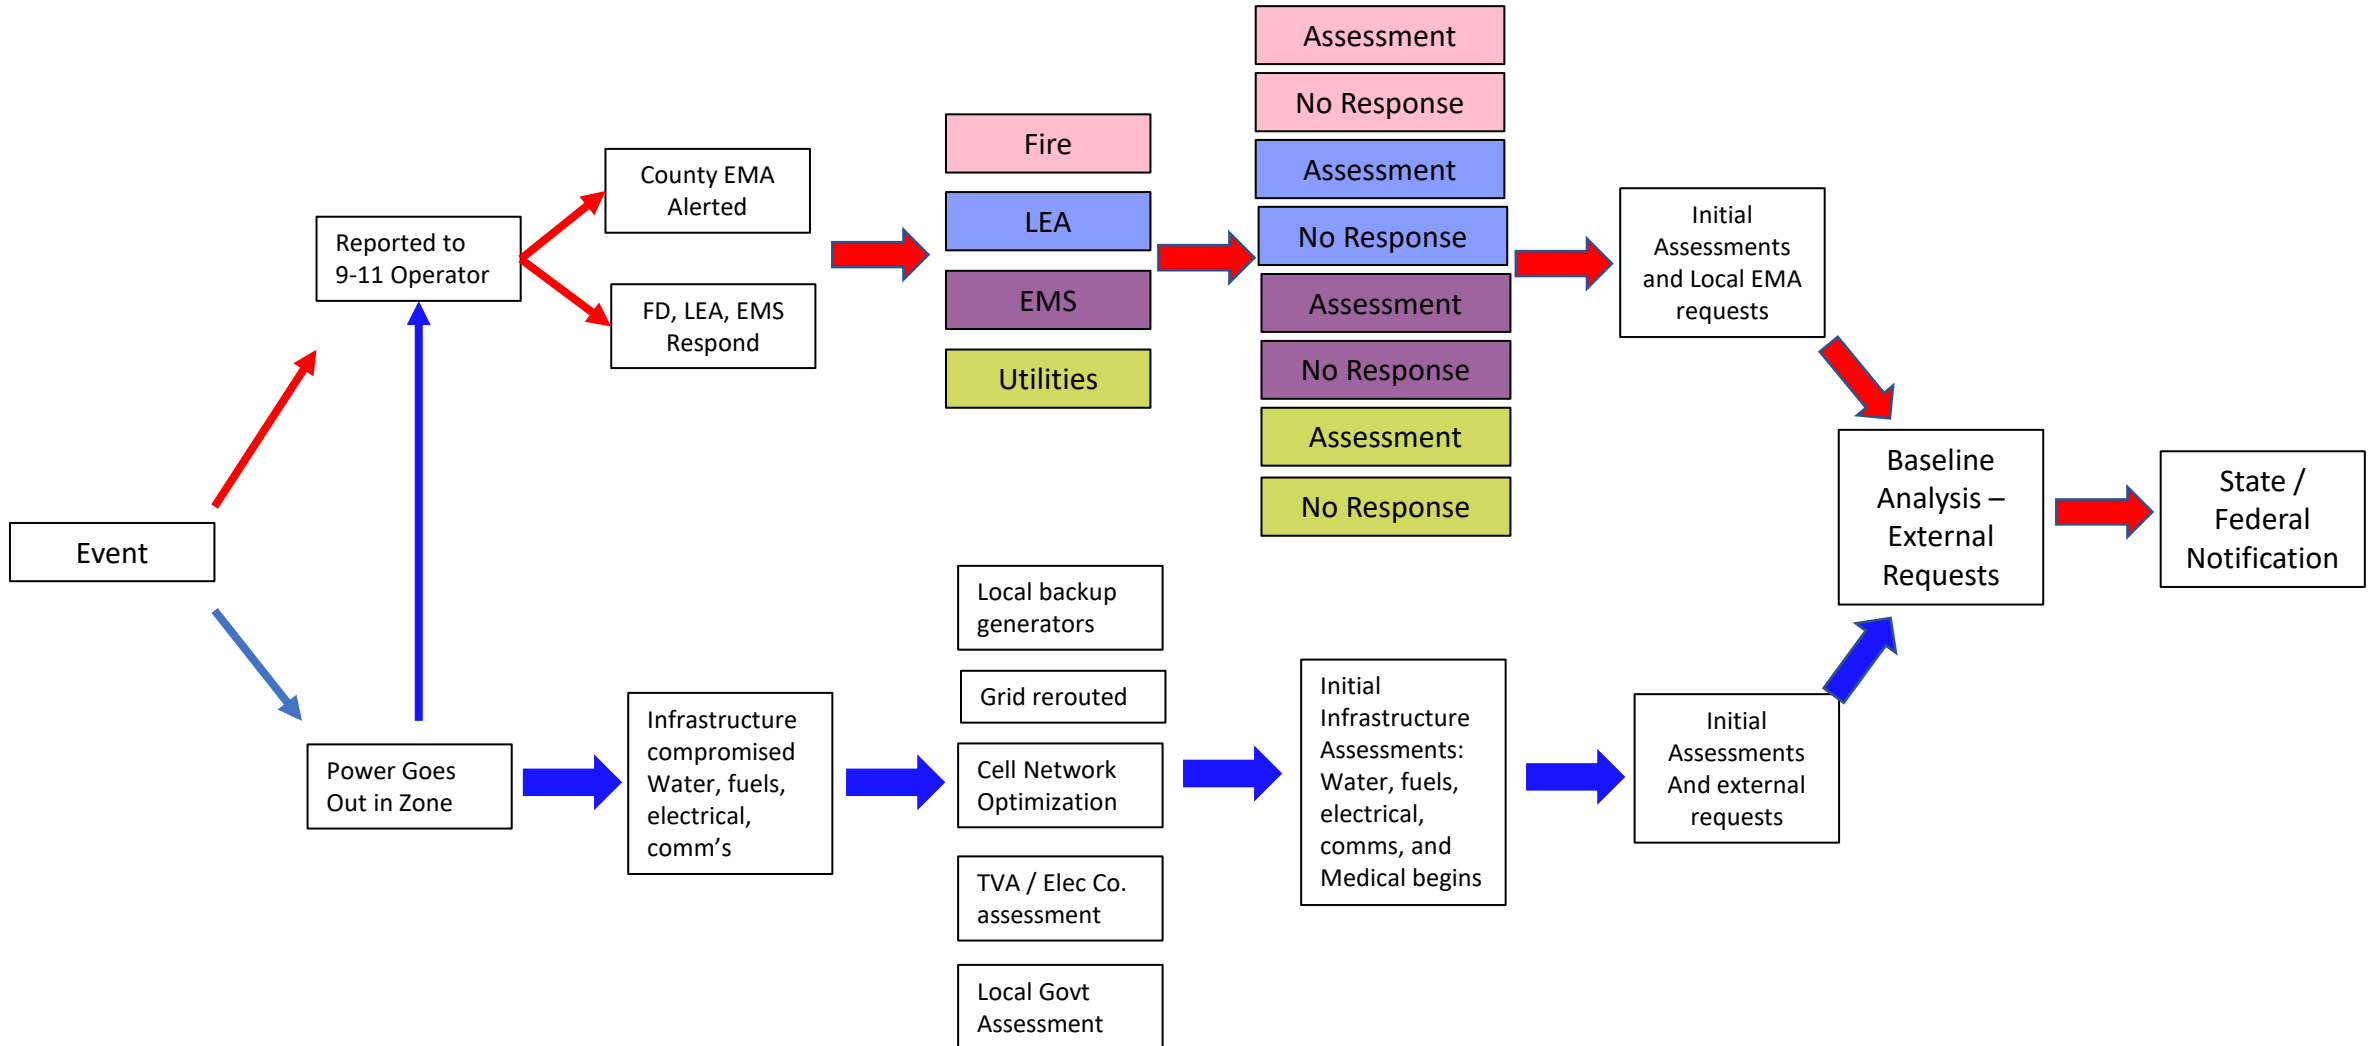 Event
Reported to
9-11 Operator
Power Goes
Out in Zone
County EMA
Alerted
FD, LEA, EMS
Respond
Infrastructure
compromised
Water, fuels,
electrical,
comm’s
Fire
LEA
EMS
Utilities
Local backup
generators
Grid rerouted
Cell Network
Optimization
TVA / Elec Co.
assessment
Local Govt
Assessment
Assessment
No Response
Assessment
No Response
Assessment
No Response
Assessment
No Response
Initial
Infrastructure
Assessments:
Water, fuels,
electrical,
comms, and
Medical begins
Initial
Assessments
and Local EMA
requests
Initial
Assessments
And external
requests
Baseline
Analysis –
External
Requests
State /
Federal
Notification